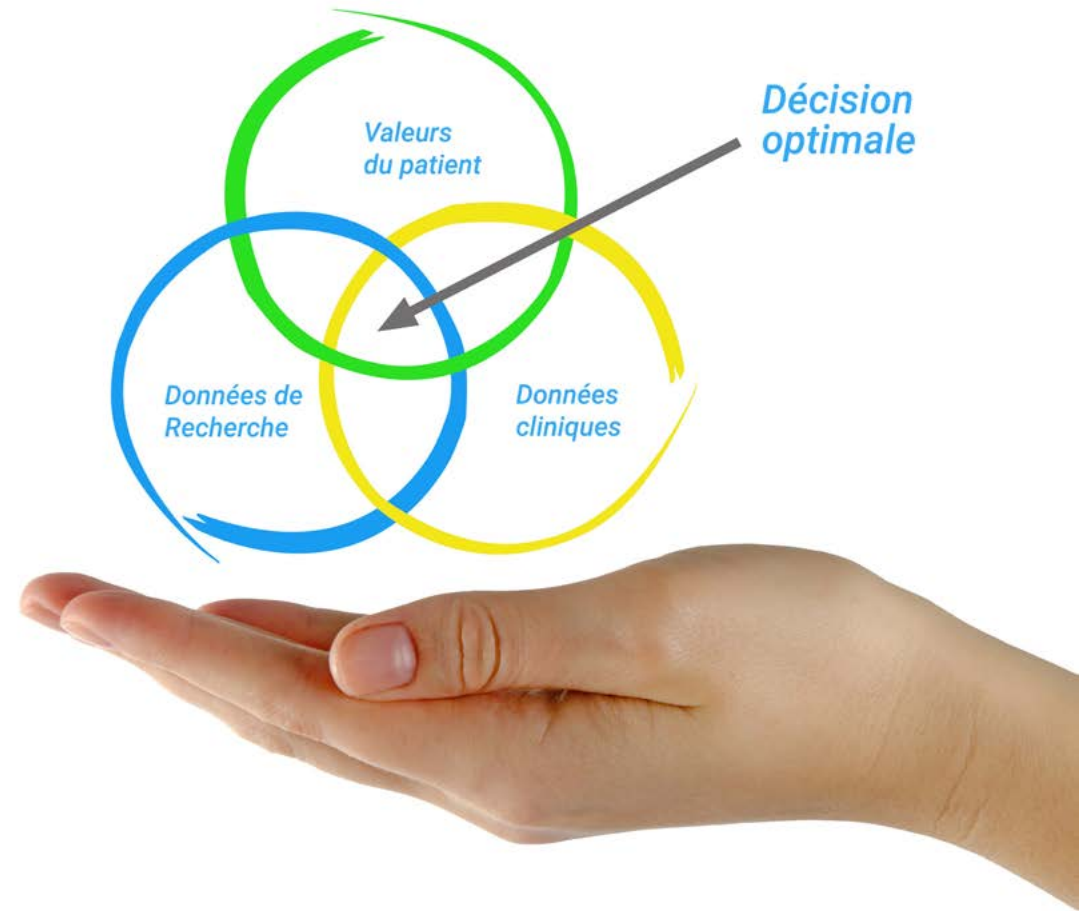 Valeurs
du patient
Décision
optimale
Données de
Recherche
Données
cliniques